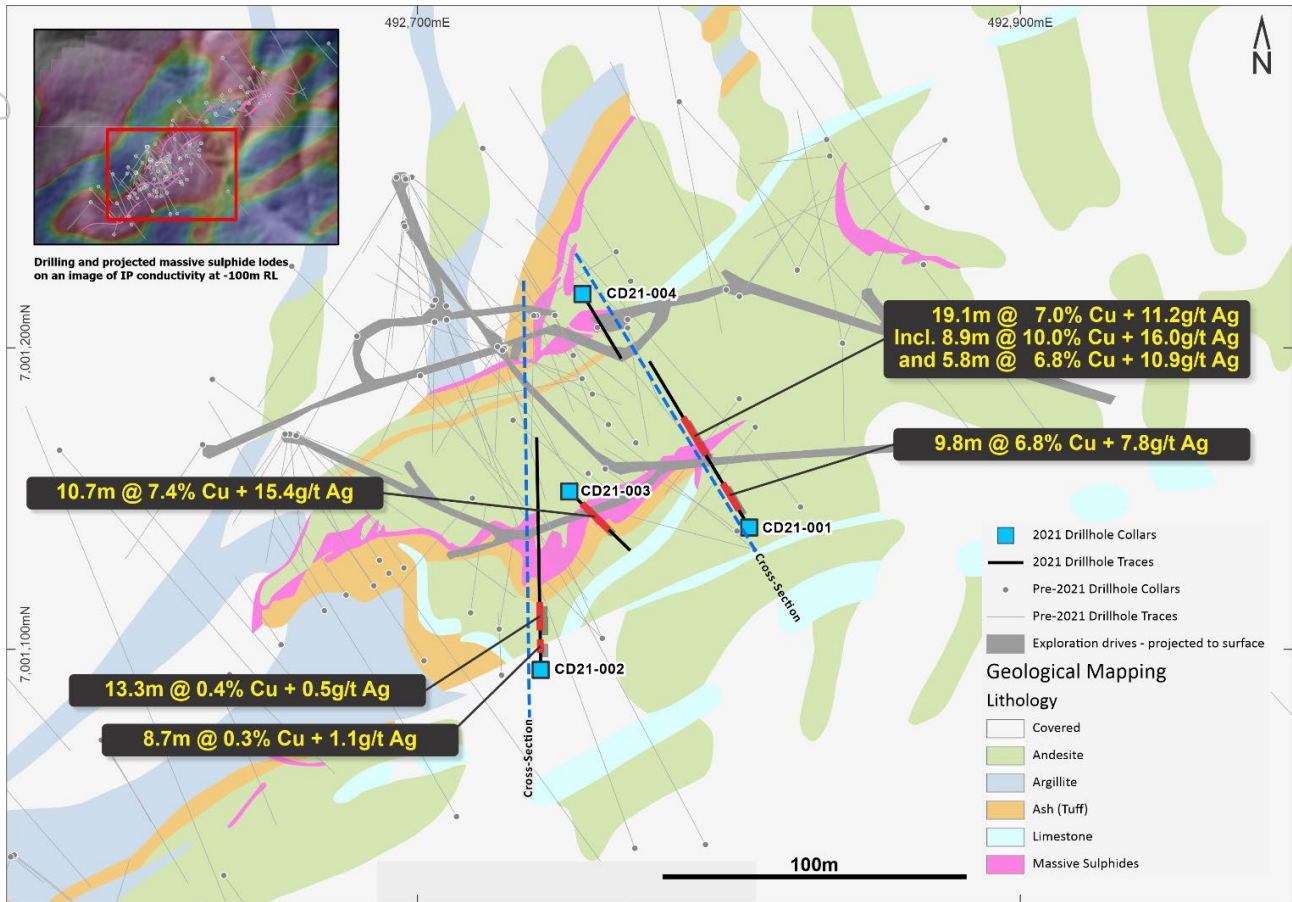 492,700mE
492,900mE
N
Drilling and projected massive sulphide lodes
on an image of IP conductivity at -100m RL
7,001,200mN
7,001,100mN
CD21-004
19.1m @ 7.0% Cu + 11.2g/t Ag
Incl. 8.9m @ 10.0% Cu + 16.0g/t Ag
and 5.8m @ 6.8% Cu + 10.9g/t Ag
9.8m @ 6.8% Cu + 7.8g/t Ag
10.7m @ 7.4% Cu + 15.4g/t Ag
CD21-003
CD21-001
Cross-Section
CD21-002
13.3m @ 0.4% Cu + 0.5g/t Ag
8.7m @ 0.3% Cu + 1.1g/t Ag
Cross-Section
2021 Drillhole Collars
2021 Drillhole Traces
Pre-2021 Drillhole Collars
Pre-2021 Drillhole Traces
Exploration drives - projected to surface
Geological Mapping
Lithology
Covered
Andesite
Argillite
Ash (Tuff)
Limestone
Massive Sulphides
100m